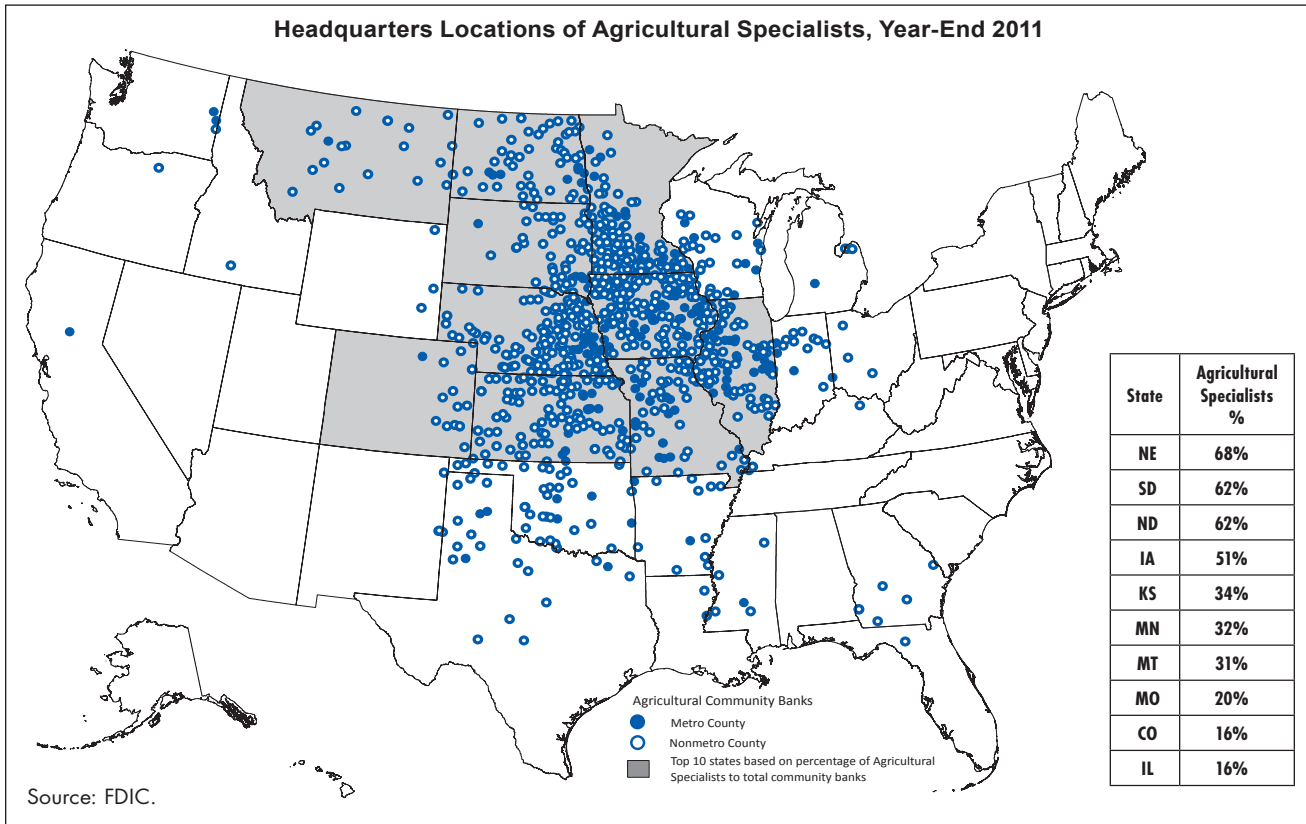 Headquarters Locations of Agricultural Specialists, Year-End 2011
State
Agricultural
Specialists
%
NE 68%
SD 62%
ND 62%
IA 51%
KS 34%
MN 32%
MT 31%
MO 20%
CO 16%
IL 16%
Agricultural Community Banks
Metro County
Nonmetro County
Top 10 states based on percentage of Agricultural
Specialists to total community banks
Source: FDIC.